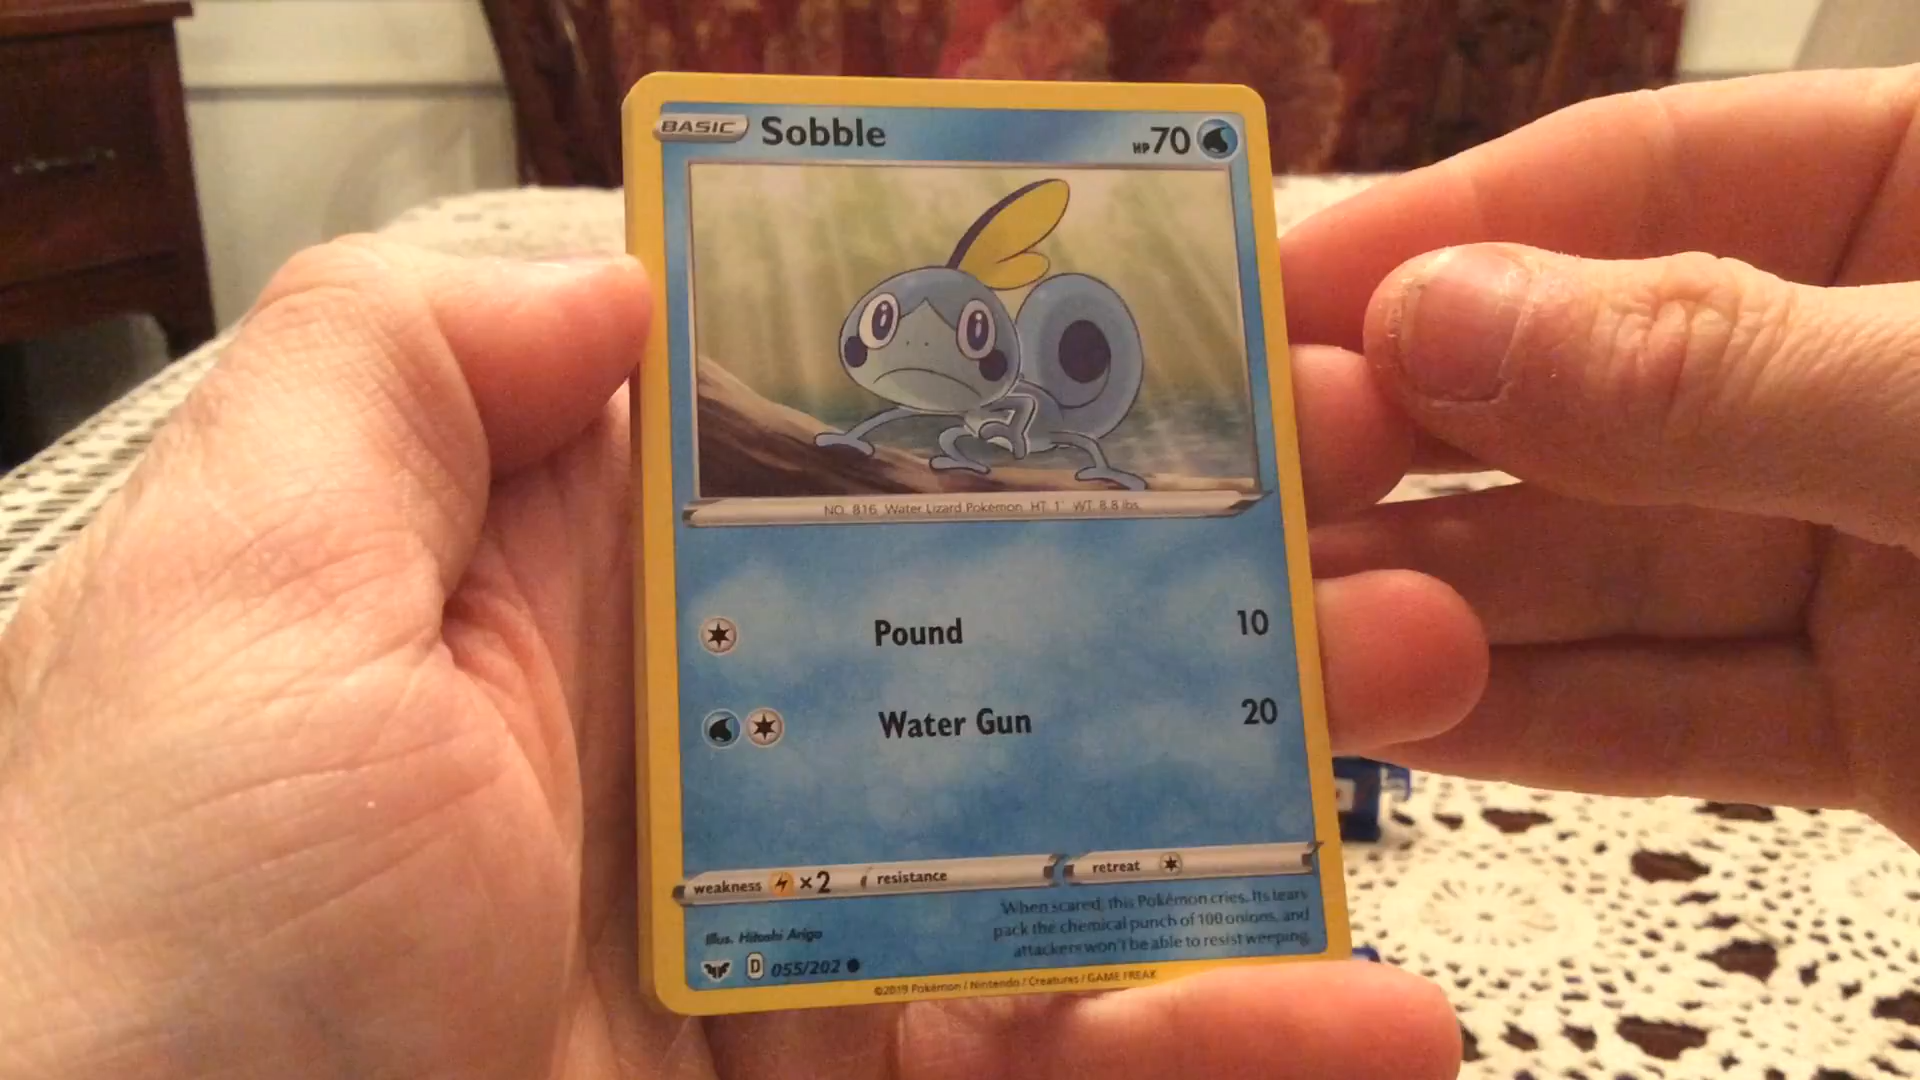 BASIC Sobble HP 70
NO. 816 Water Lizard Pokémon HT 1' WT 8.8 lbs.
Pound 10
Water Gun 20
weakness ×2 resistance retreat
When scared, this Pokémon cries. Its tears
pack the chemical punch of 100 onions, and
attackers won't be able to resist weeping.
Illus. Hitoshi Ariga
D 055/202
©2019 Pokémon / Nintendo / Creatures / GAME FREAK